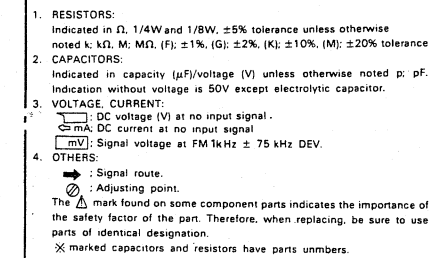 1. RESISTORS:
Indicated in Ω, 1/4W and 1/8W, ±5% tolerance unless otherwise
noted k; kΩ, M; MΩ, (F); ±1%, (G); ±2%, (K); ±10%, (M); ±20% tolerance
2. CAPACITORS:
Indicated in capacity (μF)/voltage (V) unless otherwise noted p; pF.
Indication without voltage is 50V except electrolytic capacitor.
3. VOLTAGE, CURRENT:
: DC voltage (V) at no input signal.
⇦ mA; DC current at no input signal
mV : Signal voltage at FM 1kHz ± 75 kHz DEV.
4. OTHERS:
➡ ; Signal route.
⊘ : Adjusting point.
The ⚠ mark found on some component parts indicates the importance of
the safety factor of the part. Therefore, when replacing, be sure to use
parts of identical designation.
※ marked capacitors and resistors have parts unmbers.